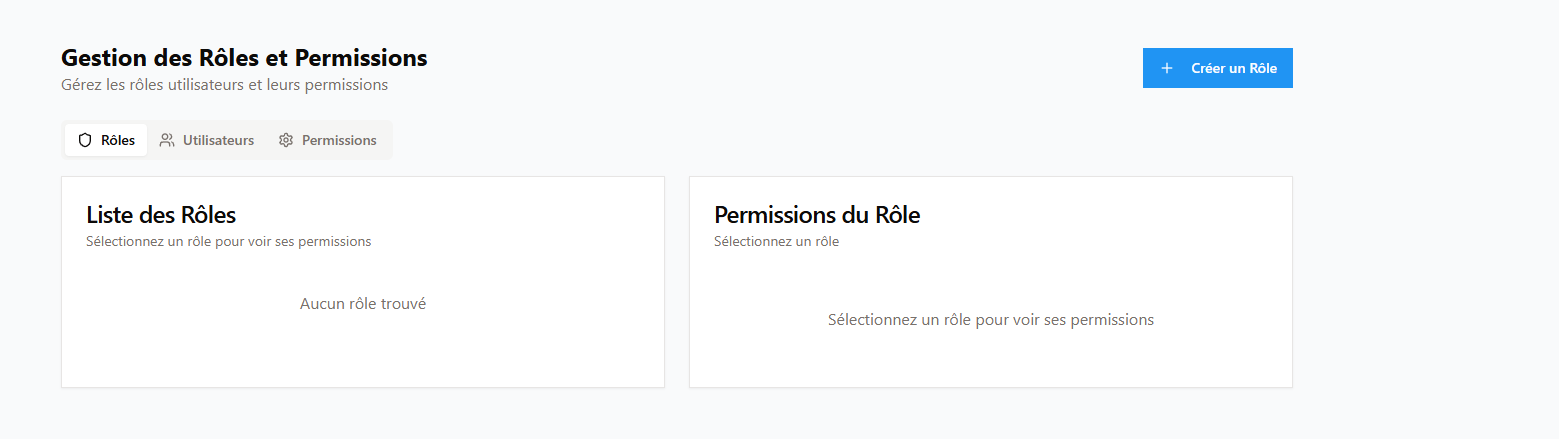 Gestion des Rôles et Permissions
Gérez les rôles utilisateurs et leurs permissions
Créer un Rôle
Rôles
Utilisateurs
Permissions
Liste des Rôles
Sélectionnez un rôle pour voir ses permissions
Aucun rôle trouvé
Permissions du Rôle
Sélectionnez un rôle
Sélectionnez un rôle pour voir ses permissions